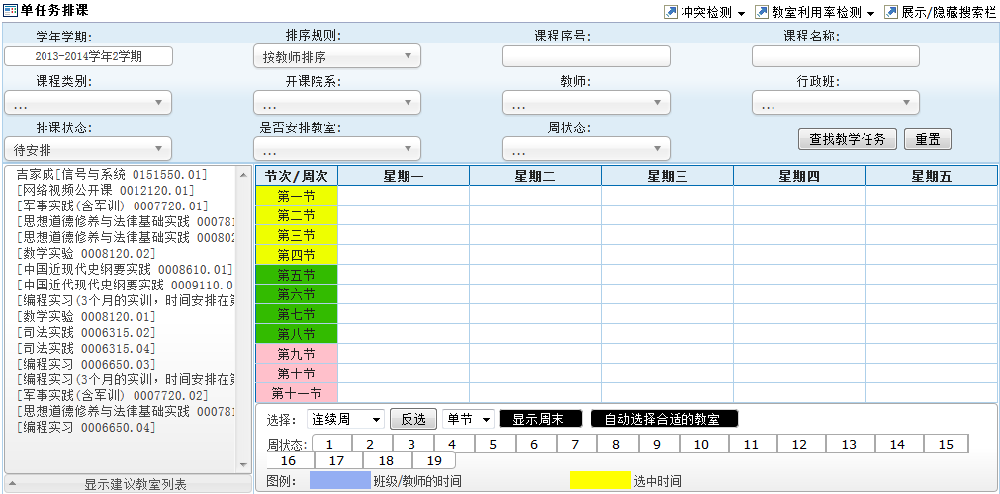 单任务排课 冲突检测 教室利用率检测 展示/隐藏搜索栏
学年学期: 排序规则: 课程序号: 课程名称:
2013-2014学年2学期 按教师排序
课程类别: 开课院系: 教师: 行政班:
... ... ... ...
排课状态: 是否安排教室: 周状态:
待安排 ... ... 查找教学任务 重置
吉家成[信号与系统 0151550.01]
[网络视频公开课 0012120.01]
[军事实践(含军训) 0007720.01]
[思想道德修养与法律基础实践 000781
[思想道德修养与法律基础实践 000802
[数学实验 0008120.02]
[中国近现代史纲要实践 0008610.01]
[中国近代现代史纲要实践 0009110.0
[编程实习(3个月的实训，时间安排在第
[数学实验 0008120.01]
[司法实践 0006315.02]
[司法实践 0006315.04]
[编程实习 0006650.03]
[编程实习(3个月的实训，时间安排在第
[军事实践(含军训) 0007720.02]
[思想道德修养与法律基础实践 000781
[编程实习 0006650.04]
显示建议教室列表
节次/周次 星期一 星期二 星期三 星期四 星期五
第一节
第二节
第三节
第四节
第五节
第六节
第七节
第八节
第九节
第十节
第十一节
选择: 连续周 反选 单节 显示周末 自动选择合适的教室
周状态: 1 2 3 4 5 6 7 8 9 10 11 12 13 14 15
16 17 18 19
图例: 班级/教师的时间 选中时间